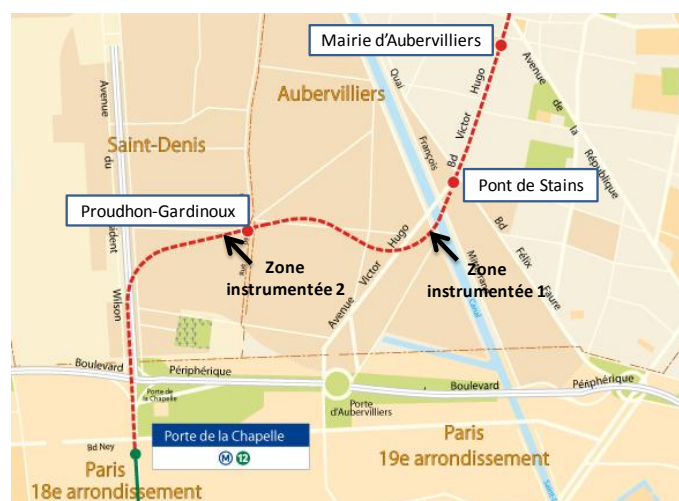 Mairie d'Aubervilliers
Aubervilliers
Quai
François
Mitterrand
Bd
Victor
Hugo
Avenue
de
la
République
Saint-Denis
Avenue
du
Président
Wilson
Proudhon-Gardinoux
Pont de Stains
Rue
Zone
instrumentée 2
Zone
instrumentée 1
Avenue
Victor
Hugo
Bd
Félix
Faure
Canal
Boulevard
Périphérique
Boulevard
Périphérique
Porte de
la Chapelle
Porte
d'Aubervilliers
Bd Ney
Porte de la Chapelle
M 12
Paris
18e arrondissement
Paris
19e arrondissement